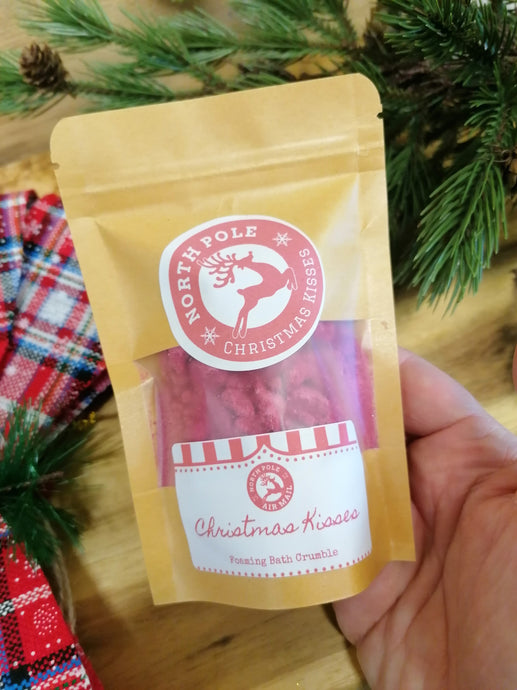 NORTH POLE
CHRISTMAS KISSES
NORTH POLE
AIR MAIL
Christmas Kisses
Foaming Bath Crumble